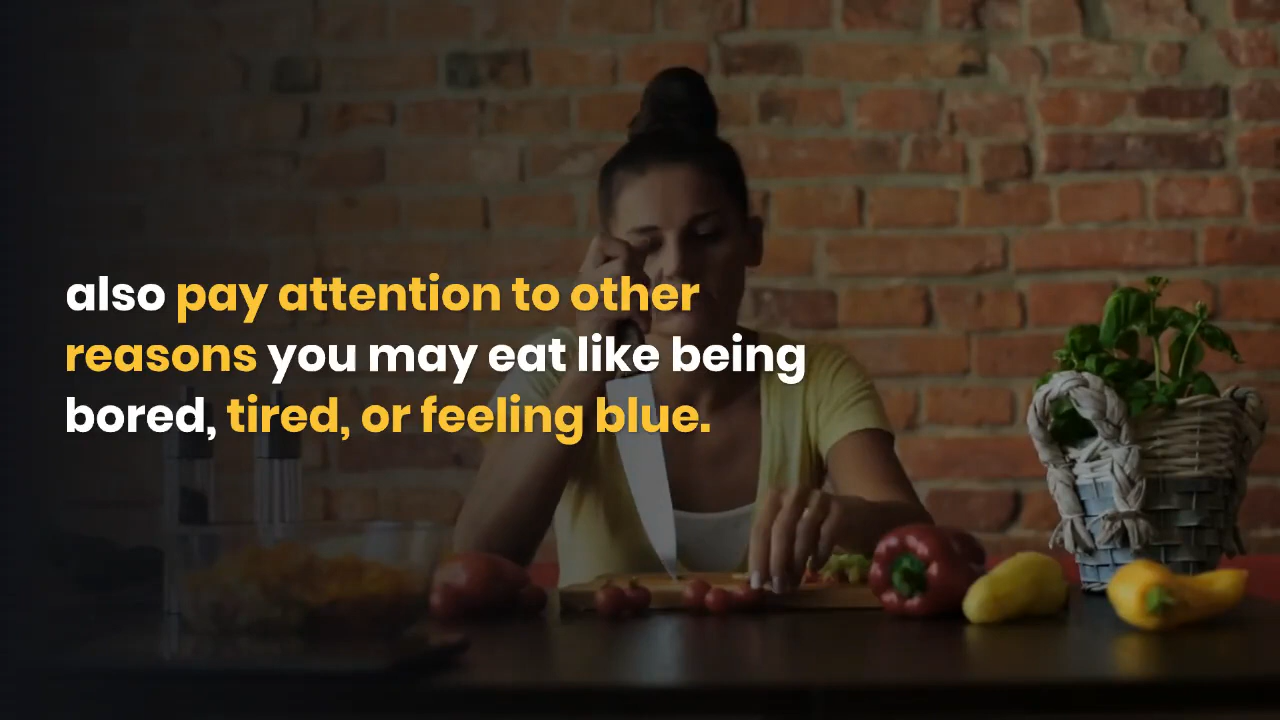 also pay attention to other
reasons you may eat like being
bored, tired, or feeling blue.